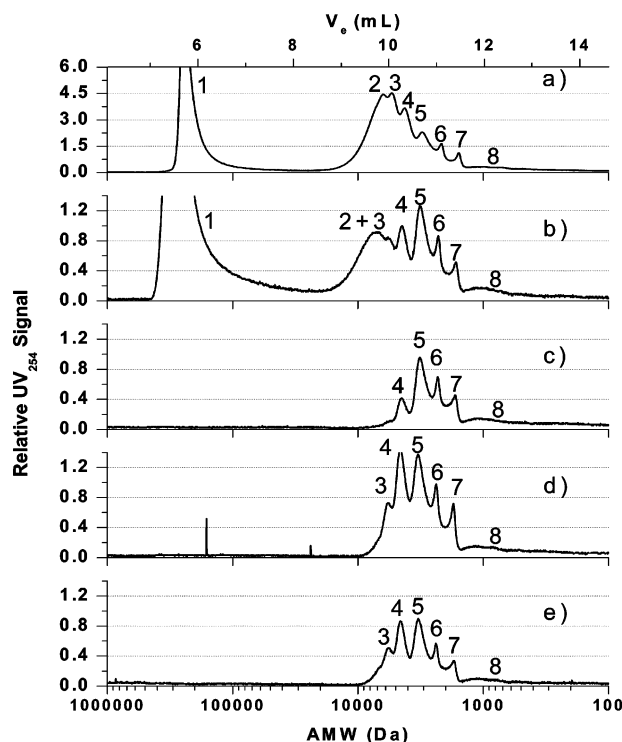 V_e (mL)
6 8 10 12 14
6.0
4.5
3.0
1.5
0.0
1 2 3 4 5 6 7 8 a)
1.2
0.8
0.4
0.0
1 2 + 3 4 5 6 7 8 b)
1.2
0.8
0.4
0.0
4 5 6 7 8 c)
1.2
0.8
0.4
0.0
3 4 5 6 7 8 d)
1.2
0.8
0.4
0.0
3 4 5 6 7 8 e)
Relative UV_254 Signal
1000000 100000 10000 1000 100
AMW (Da)